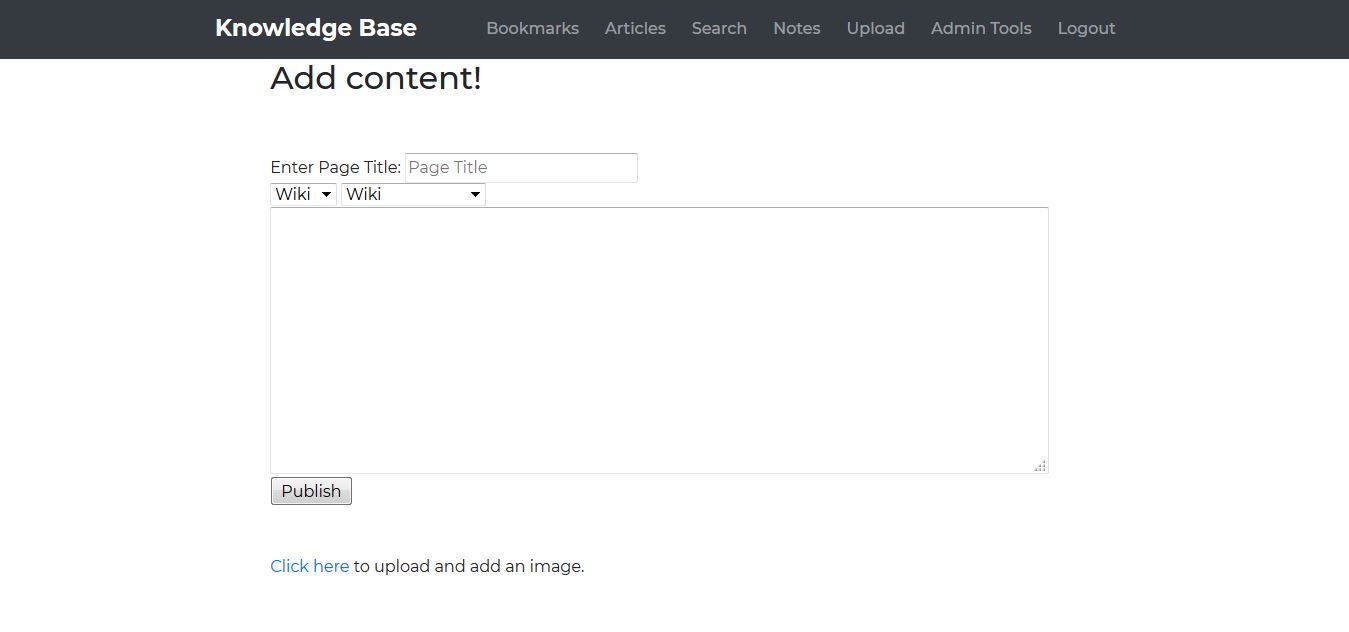 Knowledge Base Bookmarks Articles Search Notes Upload Admin Tools Logout
Add content!
Enter Page Title: Page Title
Wiki Wiki
Publish
Click here to upload and add an image.